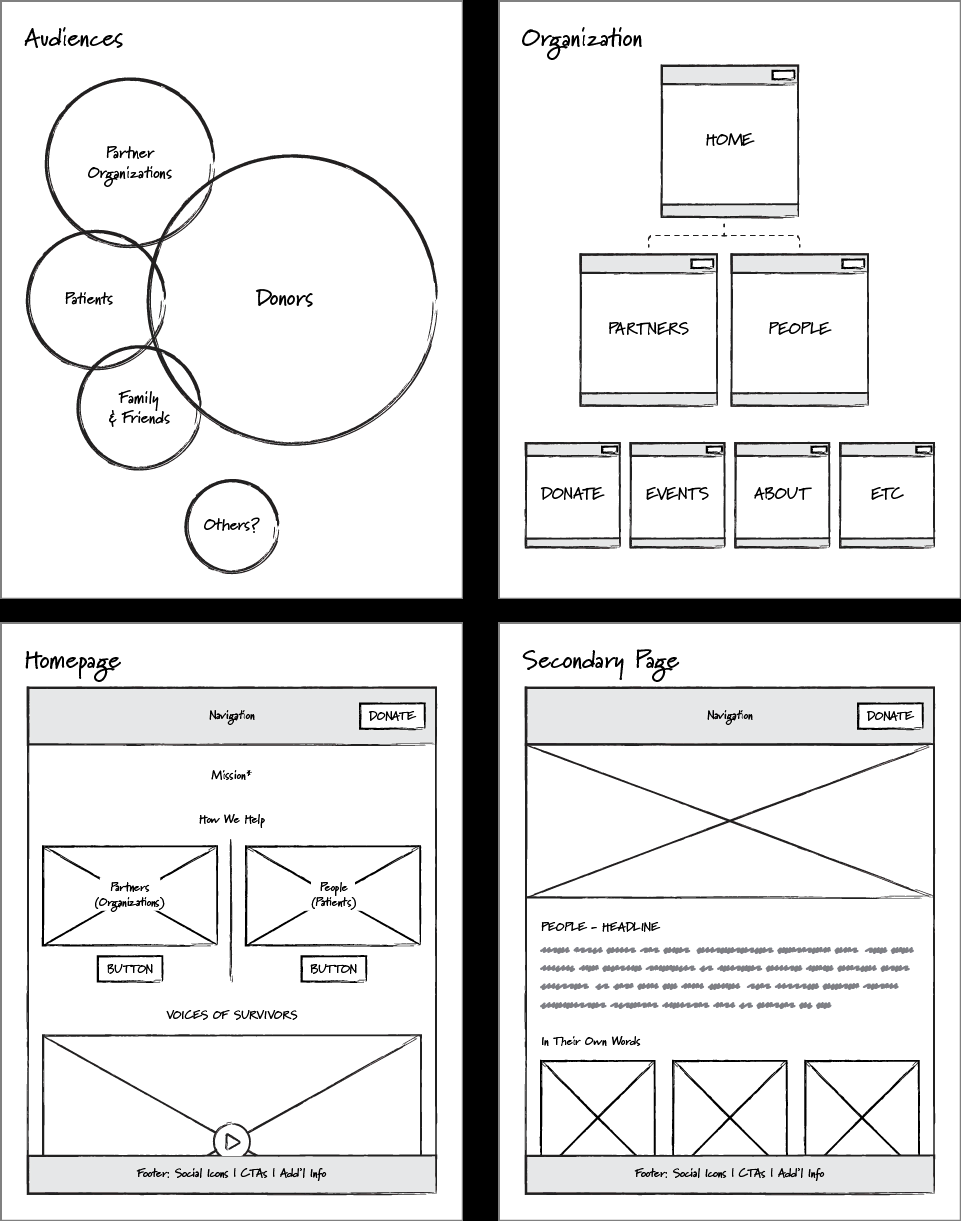 Audiences
Partner
Organizations
Patients
Donors
Family
& Friends
Others?
Organization
HOME
PARTNERS
PEOPLE
DONATE
EVENTS
ABOUT
ETC
Homepage
Navigation
DONATE
Mission*
How We Help
Partners
(Organizations)
People
(Patients)
BUTTON
BUTTON
VOICES OF SURVIVORS
Footer: Social Icons | CTAs | Add'l Info
Secondary Page
Navigation
DONATE
PEOPLE - HEADLINE
In Their Own Words
Footer: Social Icons | CTAs | Add'l Info